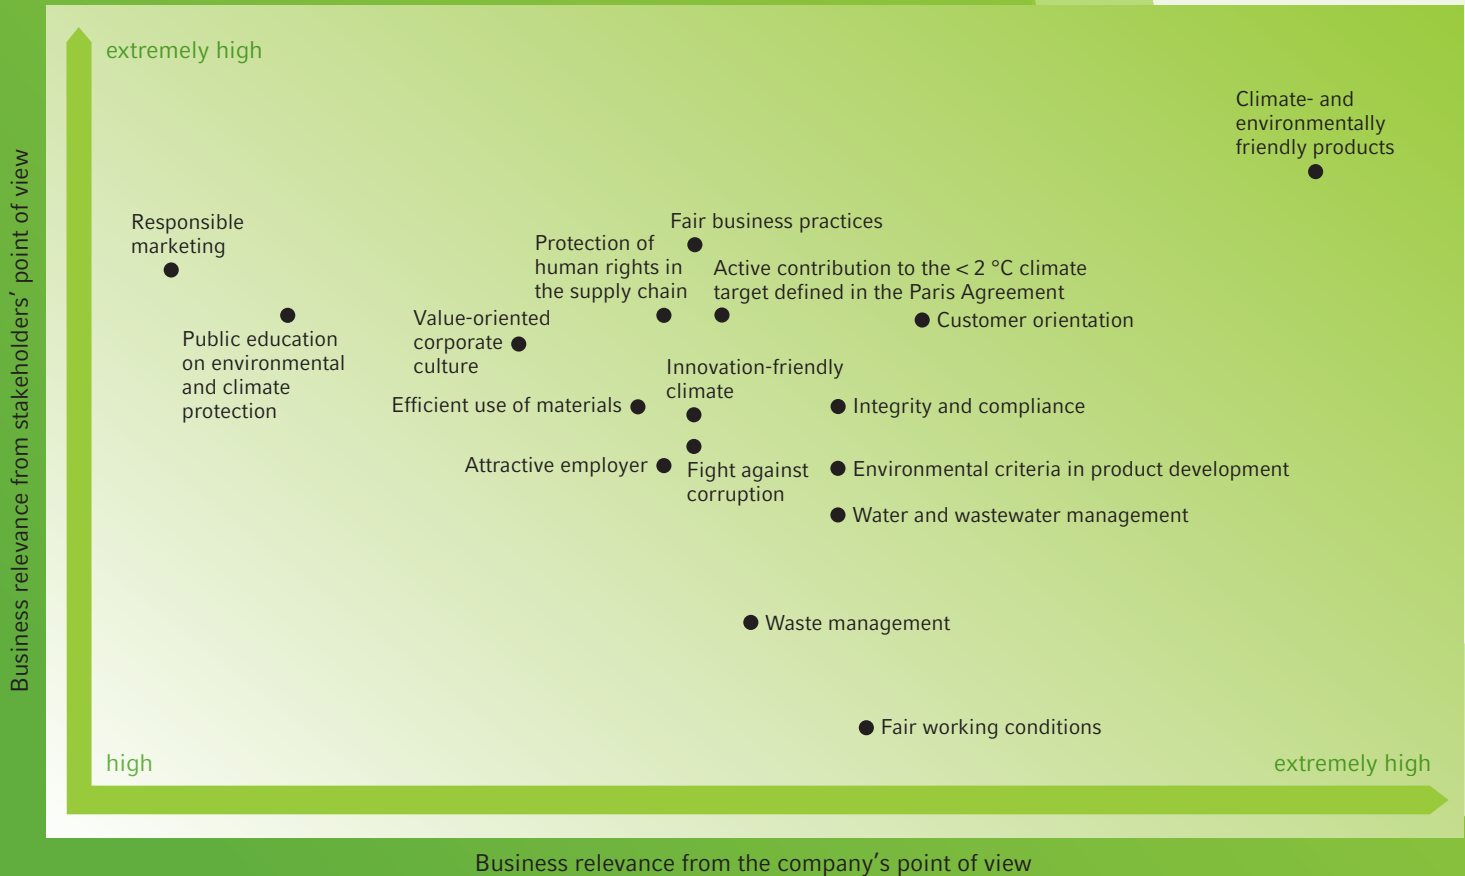 extremely high
Climate- and
environmentally
friendly products
Responsible
marketing
Fair business practices
Protection of
human rights in
the supply chain
Active contribution to the < 2 °C climate
target defined in the Paris Agreement
Value-oriented
corporate
culture
Customer orientation
Public education
on environmental
and climate
protection
Innovation-friendly
climate
Efficient use of materials
Integrity and compliance
Attractive employer
Fight against
corruption
Environmental criteria in product development
Water and wastewater management
Waste management
Fair working conditions
high
extremely high
Business relevance from stakeholders’ point of view
Business relevance from the company’s point of view